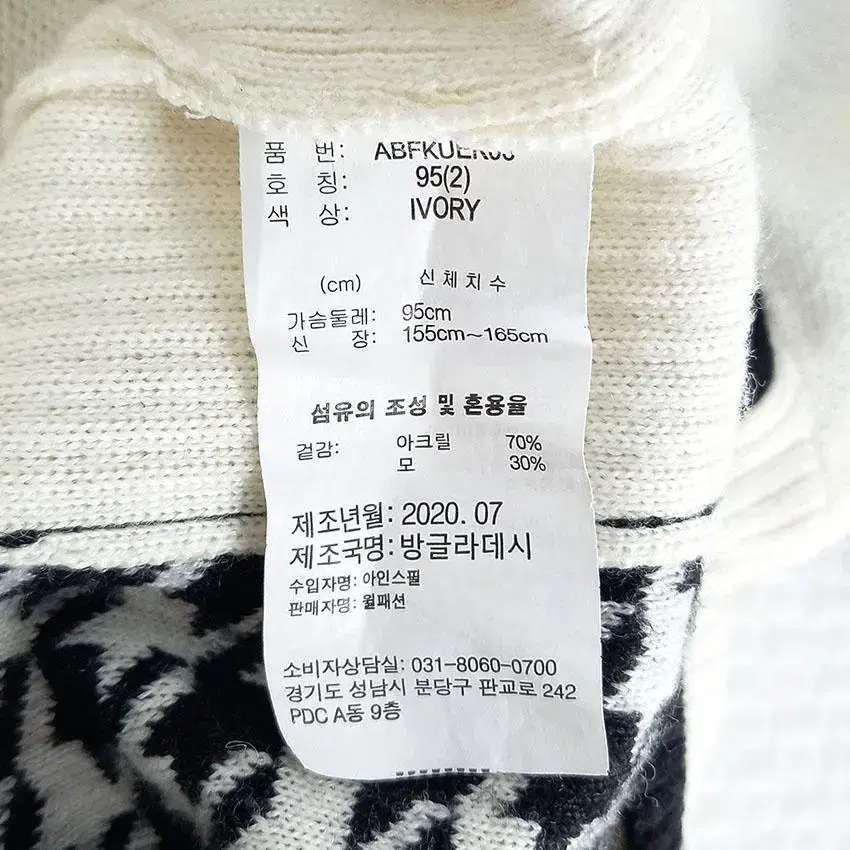 품 번:
호 칭: 95(2)
색 상: IVORY
(cm) 신체치수
가슴둘레: 95cm
신 장: 155cm~165cm
섬유의 조성 및 혼용율
겉감: 아크릴 70%
모 30%
제조년월: 2020. 07
제조국명: 방글라데시
수입자명: 아인스필
판매자명: 월패션
소비자상담실: 031-8060-0700
경기도 성남시 분당구 판교로 242
PDC A동 9층